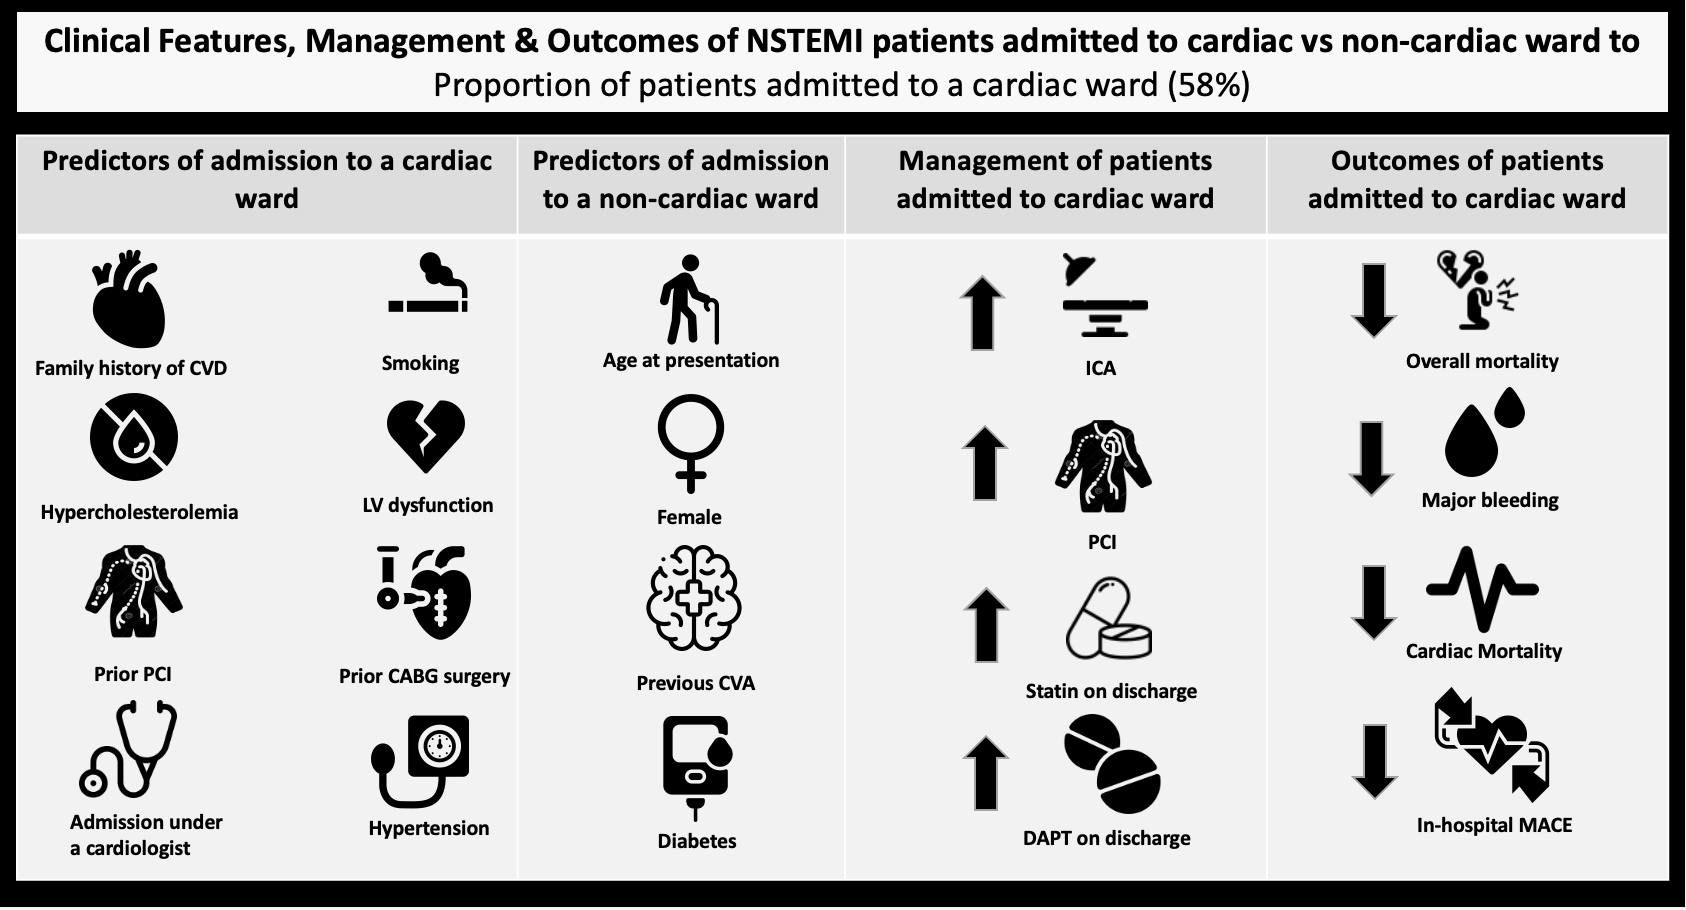 Clinical Features, Management & Outcomes of NSTEMI patients admitted to cardiac vs non-cardiac ward to
Proportion of patients admitted to a cardiac ward (58%)
Predictors of admission to a cardiac
ward
Family history of CVD
Smoking
Hypercholesterolemia
LV dysfunction
Prior PCI
Prior CABG surgery
Admission under
a cardiologist
Hypertension
Predictors of admission
to a non-cardiac ward
Age at presentation
Female
Previous CVA
Diabetes
Management of patients
admitted to cardiac ward
ICA
PCI
Statin on discharge
DAPT on discharge
Outcomes of patients
admitted to cardiac ward
Overall mortality
Major bleeding
Cardiac Mortality
In-hospital MACE